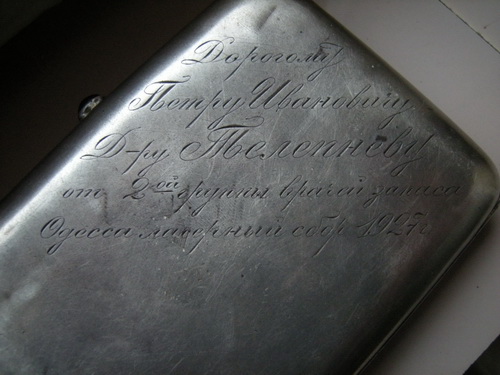 Дорогому
Петру Ивановичу
Д-ру Телепневу
от 2ой группы врачей запаса
Одесса лагерный сбор 1927г